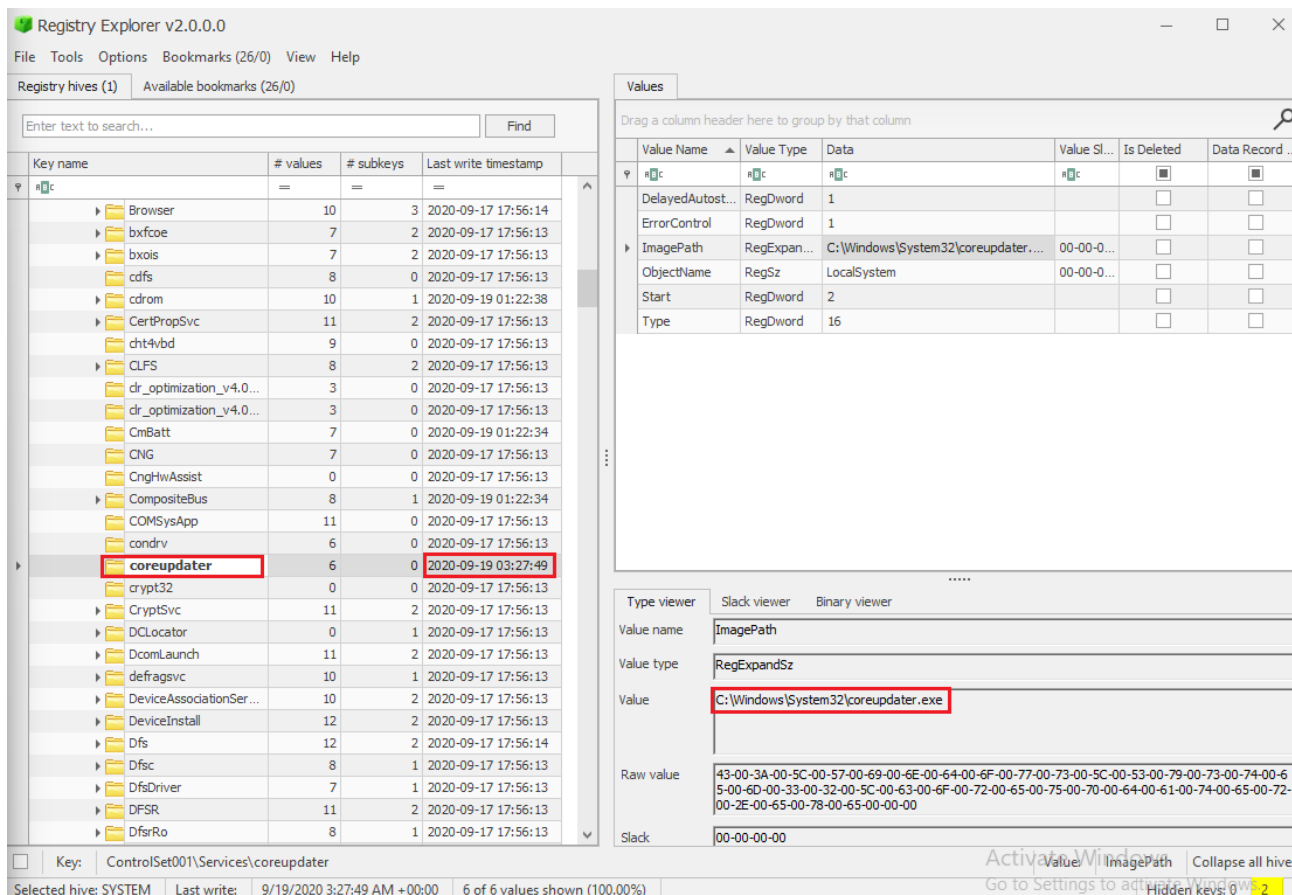 Registry Explorer v2.0.0.0
File Tools Options Bookmarks (26/0) View Help
Registry hives (1) Available bookmarks (26/0)
Enter text to search... Find
Key name # values # subkeys Last write timestamp
= = =
Browser 10 3 2020-09-17 17:56:14
bxfcoe 7 2 2020-09-17 17:56:13
bxois 7 2 2020-09-17 17:56:13
cdfs 8 0 2020-09-17 17:56:13
cdrom 10 1 2020-09-19 01:22:38
CertPropSvc 11 2 2020-09-17 17:56:13
cht4vbd 9 0 2020-09-17 17:56:13
CLFS 8 2 2020-09-17 17:56:13
clr_optimization_v4.0... 3 0 2020-09-17 17:56:13
clr_optimization_v4.0... 3 0 2020-09-17 17:56:13
CmBatt 7 0 2020-09-19 01:22:34
CNG 7 0 2020-09-17 17:56:13
CngHwAssist 0 0 2020-09-17 17:56:13
CompositeBus 8 1 2020-09-19 01:22:34
COMSysApp 11 0 2020-09-17 17:56:13
condrv 6 0 2020-09-17 17:56:13
coreupdater 6 0 2020-09-19 03:27:49
crypt32 0 0 2020-09-17 17:56:13
CryptSvc 11 2 2020-09-17 17:56:13
DCLocator 0 1 2020-09-17 17:56:13
DcomLaunch 11 2 2020-09-17 17:56:13
defragsvc 10 1 2020-09-17 17:56:13
DeviceAssociationSer... 10 2 2020-09-17 17:56:13
DeviceInstall 12 2 2020-09-17 17:56:13
Dfs 12 2 2020-09-17 17:56:14
Dfsc 8 1 2020-09-17 17:56:13
DfsDriver 7 1 2020-09-17 17:56:13
DFSR 11 2 2020-09-17 17:56:13
DfsrRo 8 1 2020-09-17 17:56:13
Values
Drag a column header here to group by that column
Value Name Value Type Data Value Sl... Is Deleted Data Record ...
DelayedAutost... RegDword 1
ErrorControl RegDword 1
ImagePath RegExpan... C:\Windows\System32\coreupdater.... 00-00-0...
ObjectName RegSz LocalSystem 00-00-0...
Start RegDword 2
Type RegDword 16
Type viewer Slack viewer Binary viewer
Value name ImagePath
Value type RegExpandSz
Value C:\Windows\System32\coreupdater.exe
Raw value 43-00-3A-00-5C-00-57-00-69-00-6E-00-64-00-6F-00-77-00-73-00-5C-00-53-00-79-00-73-00-74-00-6
5-00-6D-00-33-00-32-00-5C-00-63-00-6F-00-72-00-65-00-75-00-70-00-64-00-61-00-74-00-65-00-72-
00-2E-00-65-00-78-00-65-00-00-00
Slack 00-00-00-00
Key: ControlSet001\Services\coreupdater Value: ImagePath Collapse all hive
Activate Windows
Go to Settings to activate Windows.
Selected hive: SYSTEM Last write: 9/19/2020 3:27:49 AM +00:00 6 of 6 values shown (100.00%) Hidden keys: 0 2